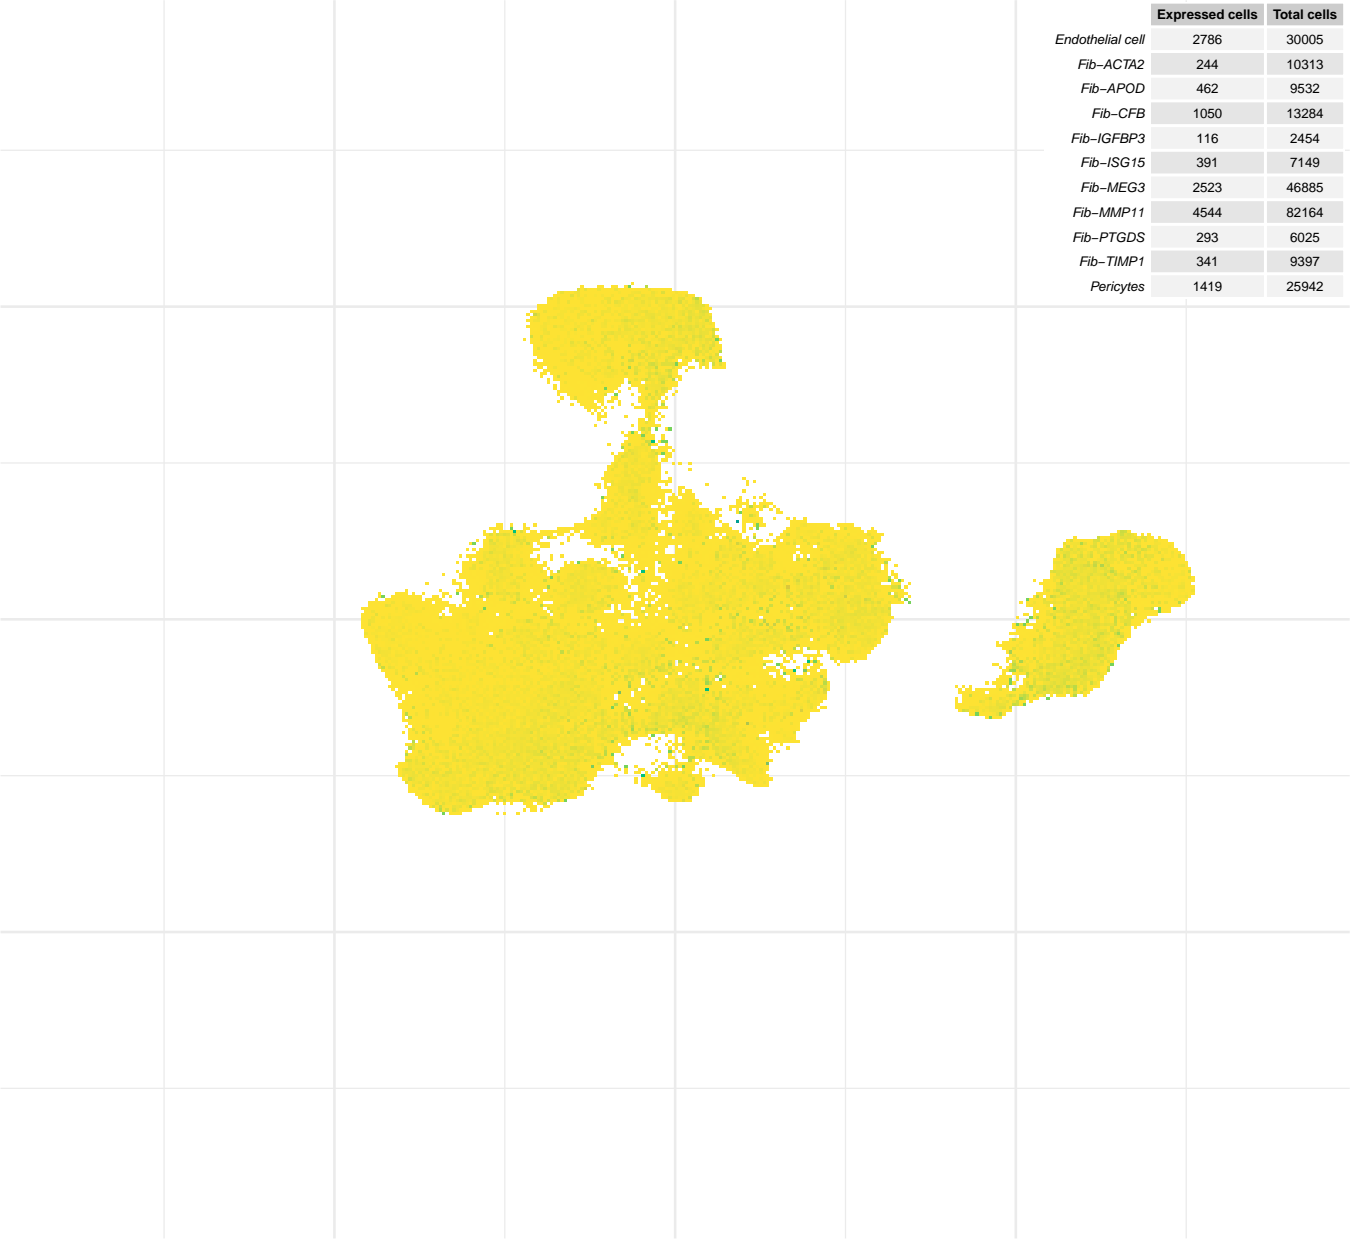 Expressed cells Total cells
Endothelial cell 2786 30005
Fib−ACTA2 244 10313
Fib−APOD 462 9532
Fib−CFB 1050 13284
Fib−IGFBP3 116 2454
Fib−ISG15 391 7149
Fib−MEG3 2523 46885
Fib−MMP11 4544 82164
Fib−PTGDS 293 6025
Fib−TIMP1 341 9397
Pericytes 1419 25942